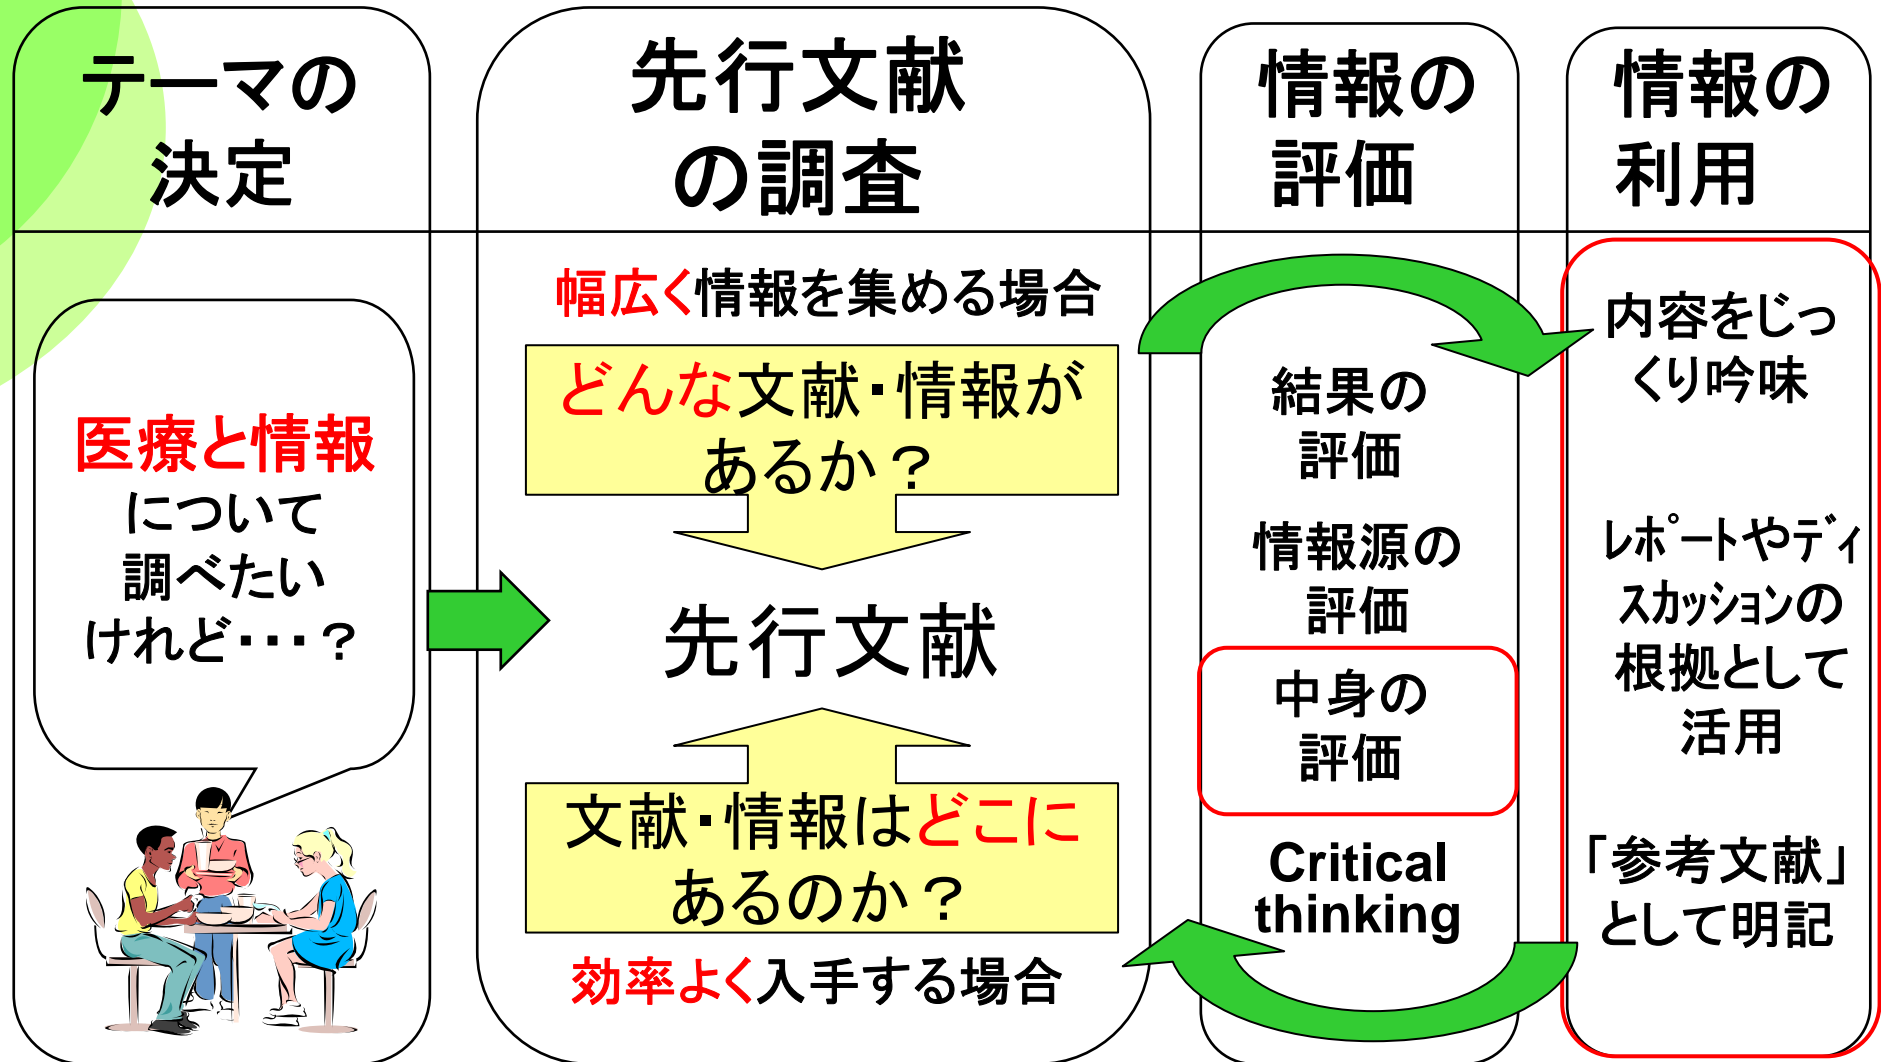 テーマの
決定
先行文献
の調査
情報の
評価
情報の
利用
医療と情報
について
調べたい
けれど・・・？
幅広く情報を集める場合
どんな文献・情報が
あるか？
先行文献
文献・情報はどこに
あるのか？
効率よく入手する場合
結果の
評価
情報源の
評価
中身の
評価
Critical
thinking
内容をじっ
くり吟味
ﾚﾎﾟｰﾄやﾃﾞｨ
ｽｶｯｼｮﾝの
根拠として
活用
「参考文献」
として明記